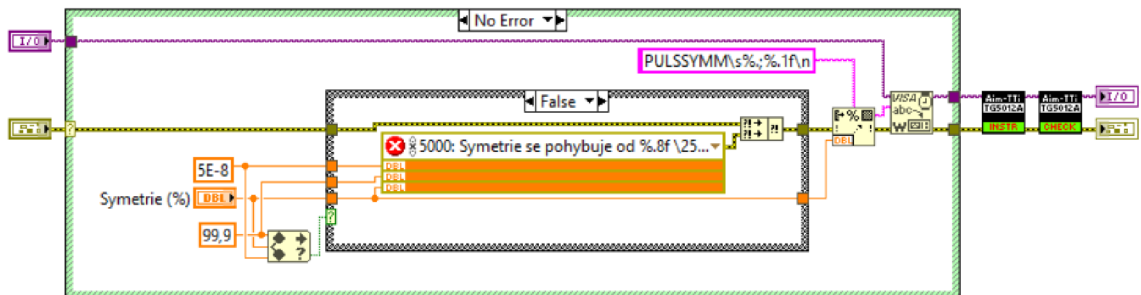 No Error
I/O
PULSSYMM\s%.;%.1f\n
False
VISA
abc
W
Aim-TTi
TG5012A
INSTR
Aim-TTi
TG5012A
CHECK
I/O
5000: Symetrie se pohybuje od %.8f \25...
DBL
DBL
DBL
DBL
5E-8
Symetrie (%)
DBL
99,9